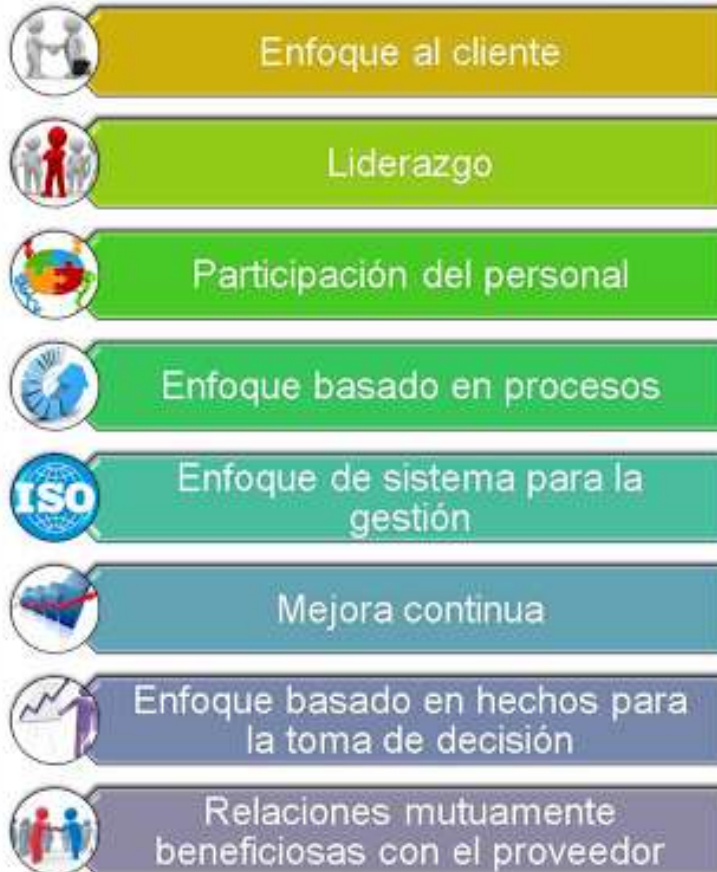 Enfoque al cliente
Liderazgo
Participación del personal
Enfoque basado en procesos
ISO
Enfoque de sistema para la
gestión
Mejora continua
Enfoque basado en hechos para
la toma de decisión
Relaciones mutuamente
beneficiosas con el proveedor